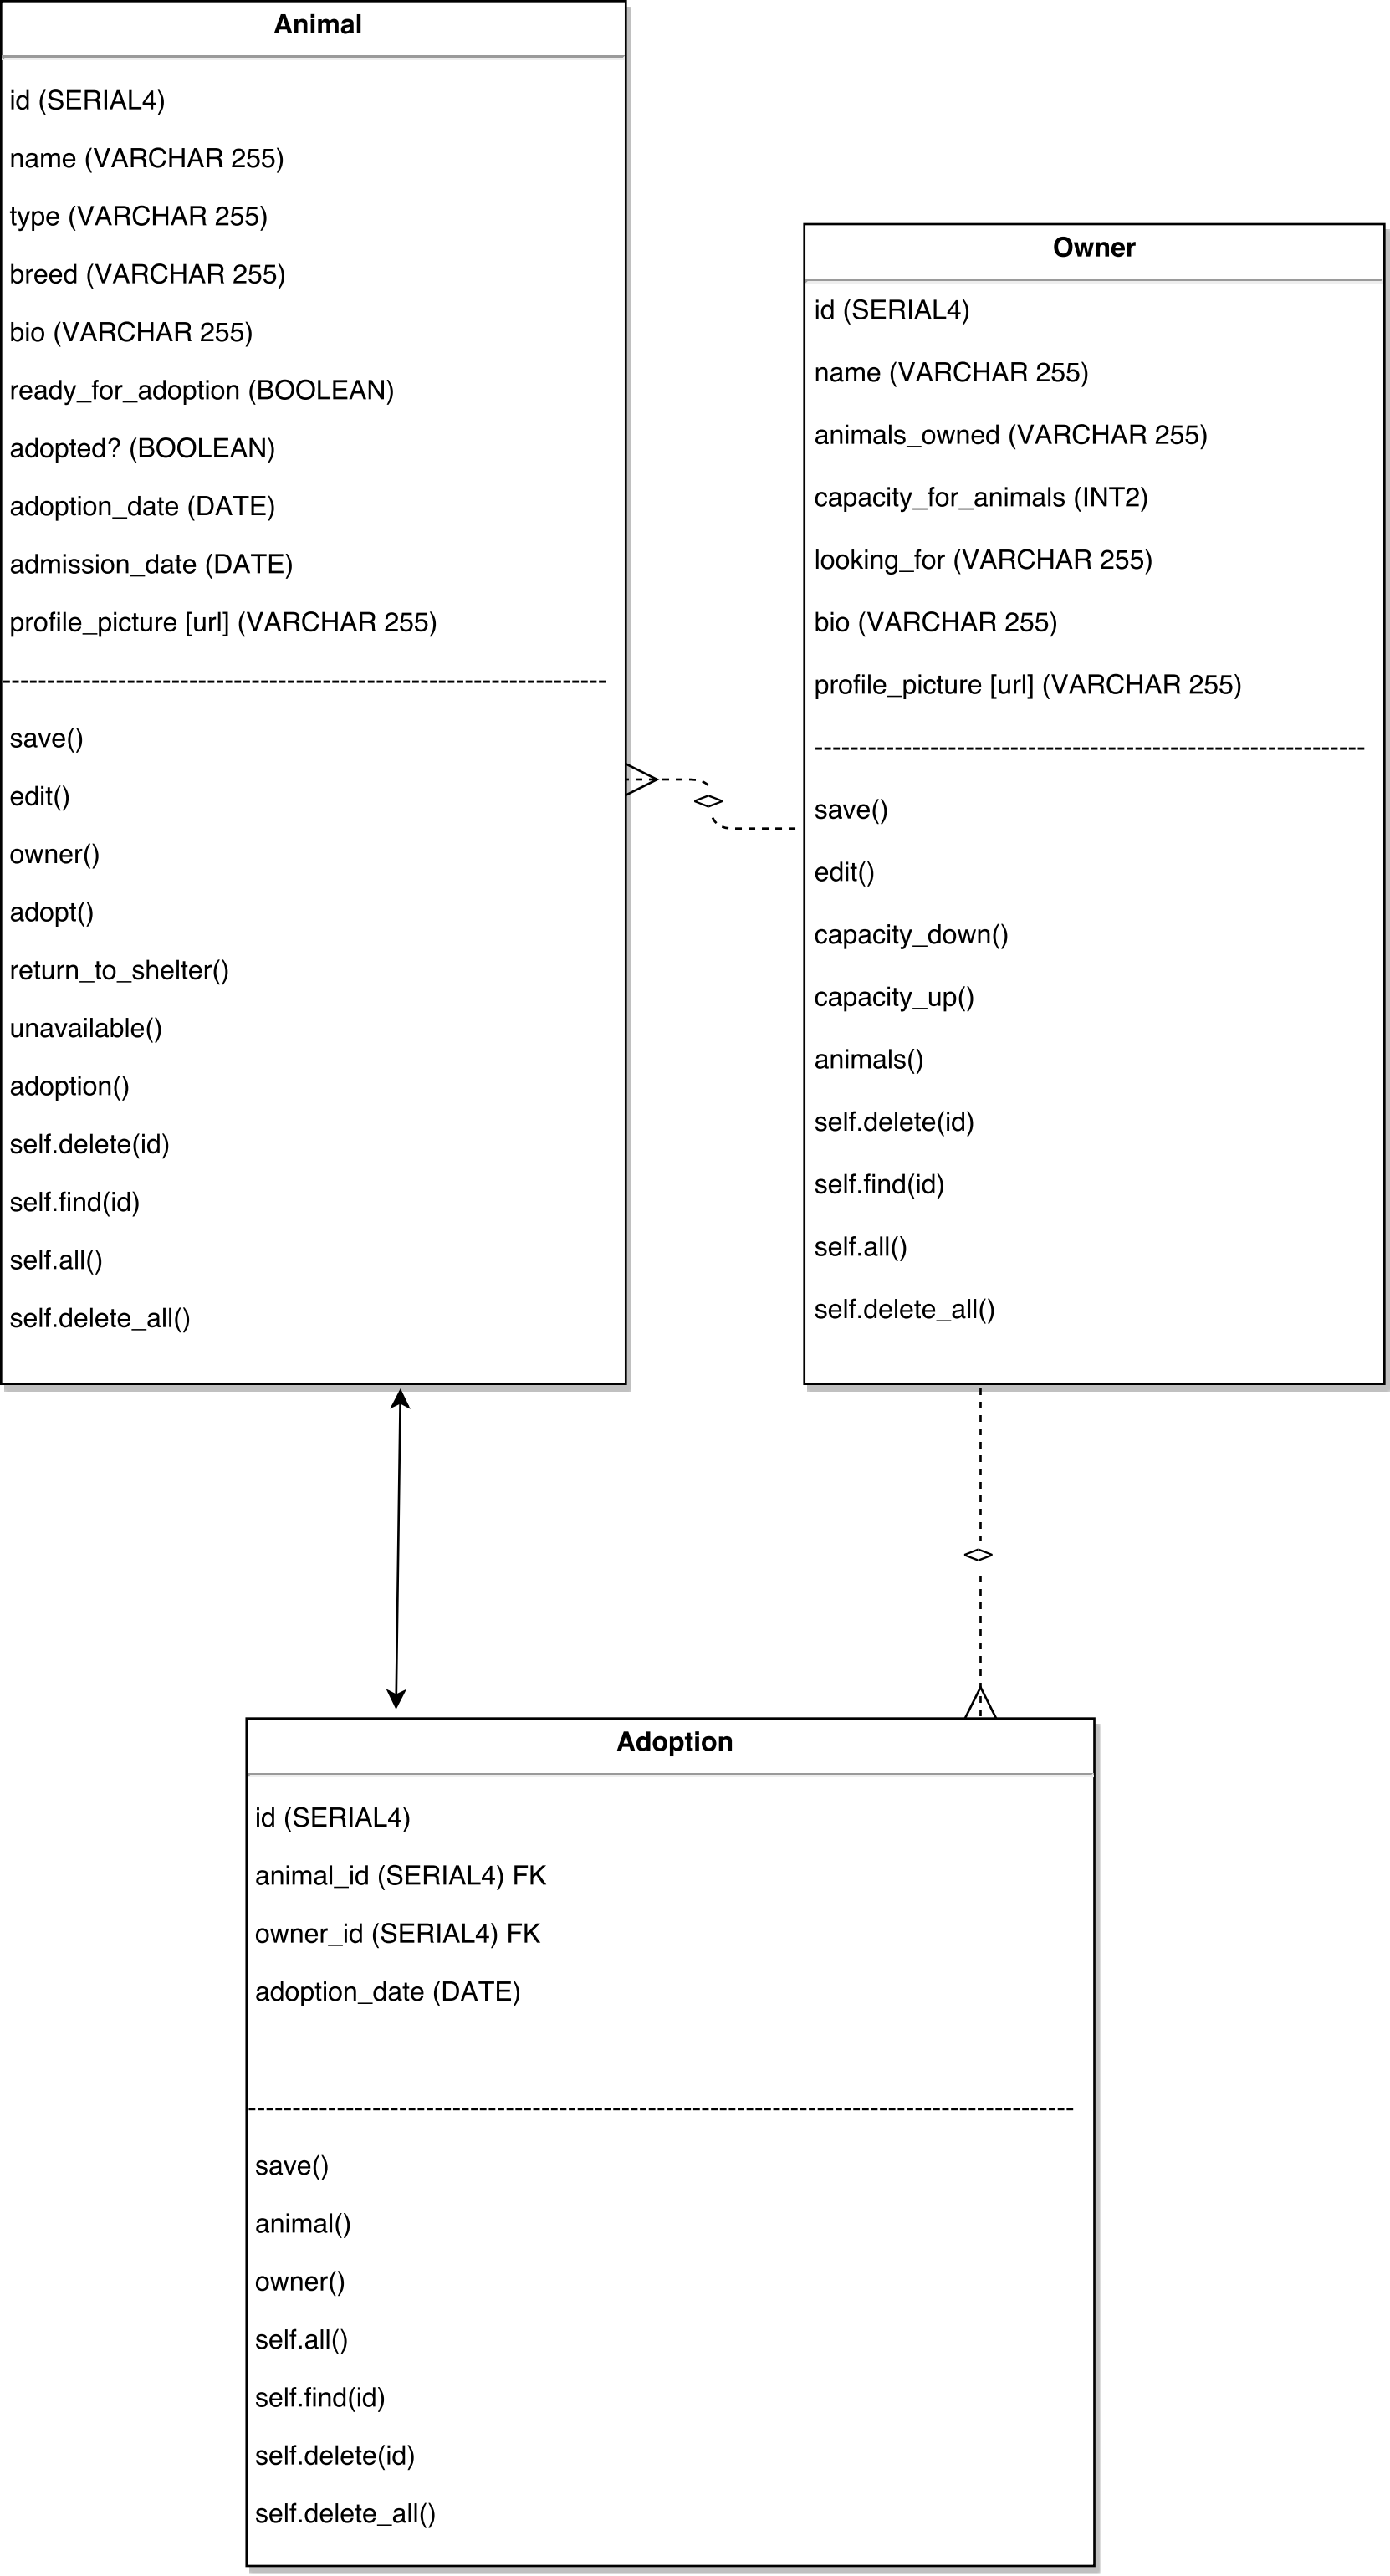 Animal
id (SERIAL4)
name (VARCHAR 255)
type (VARCHAR 255)
breed (VARCHAR 255)
bio (VARCHAR 255)
ready_for_adoption (BOOLEAN)
adopted? (BOOLEAN)
adoption_date (DATE)
admission_date (DATE)
profile_picture [url] (VARCHAR 255)
save()
edit()
owner()
adopt()
return_to_shelter()
unavailable()
adoption()
self.delete(id)
self.find(id)
self.all()
self.delete_all()
Owner
id (SERIAL4)
name (VARCHAR 255)
animals_owned (VARCHAR 255)
capacity_for_animals (INT2)
looking_for (VARCHAR 255)
bio (VARCHAR 255)
profile_picture [url] (VARCHAR 255)
save()
edit()
capacity_down()
capacity_up()
animals()
self.delete(id)
self.find(id)
self.all()
self.delete_all()
Adoption
id (SERIAL4)
animal_id (SERIAL4) FK
owner_id (SERIAL4) FK
adoption_date (DATE)
save()
animal()
owner()
self.all()
self.find(id)
self.delete(id)
self.delete_all()